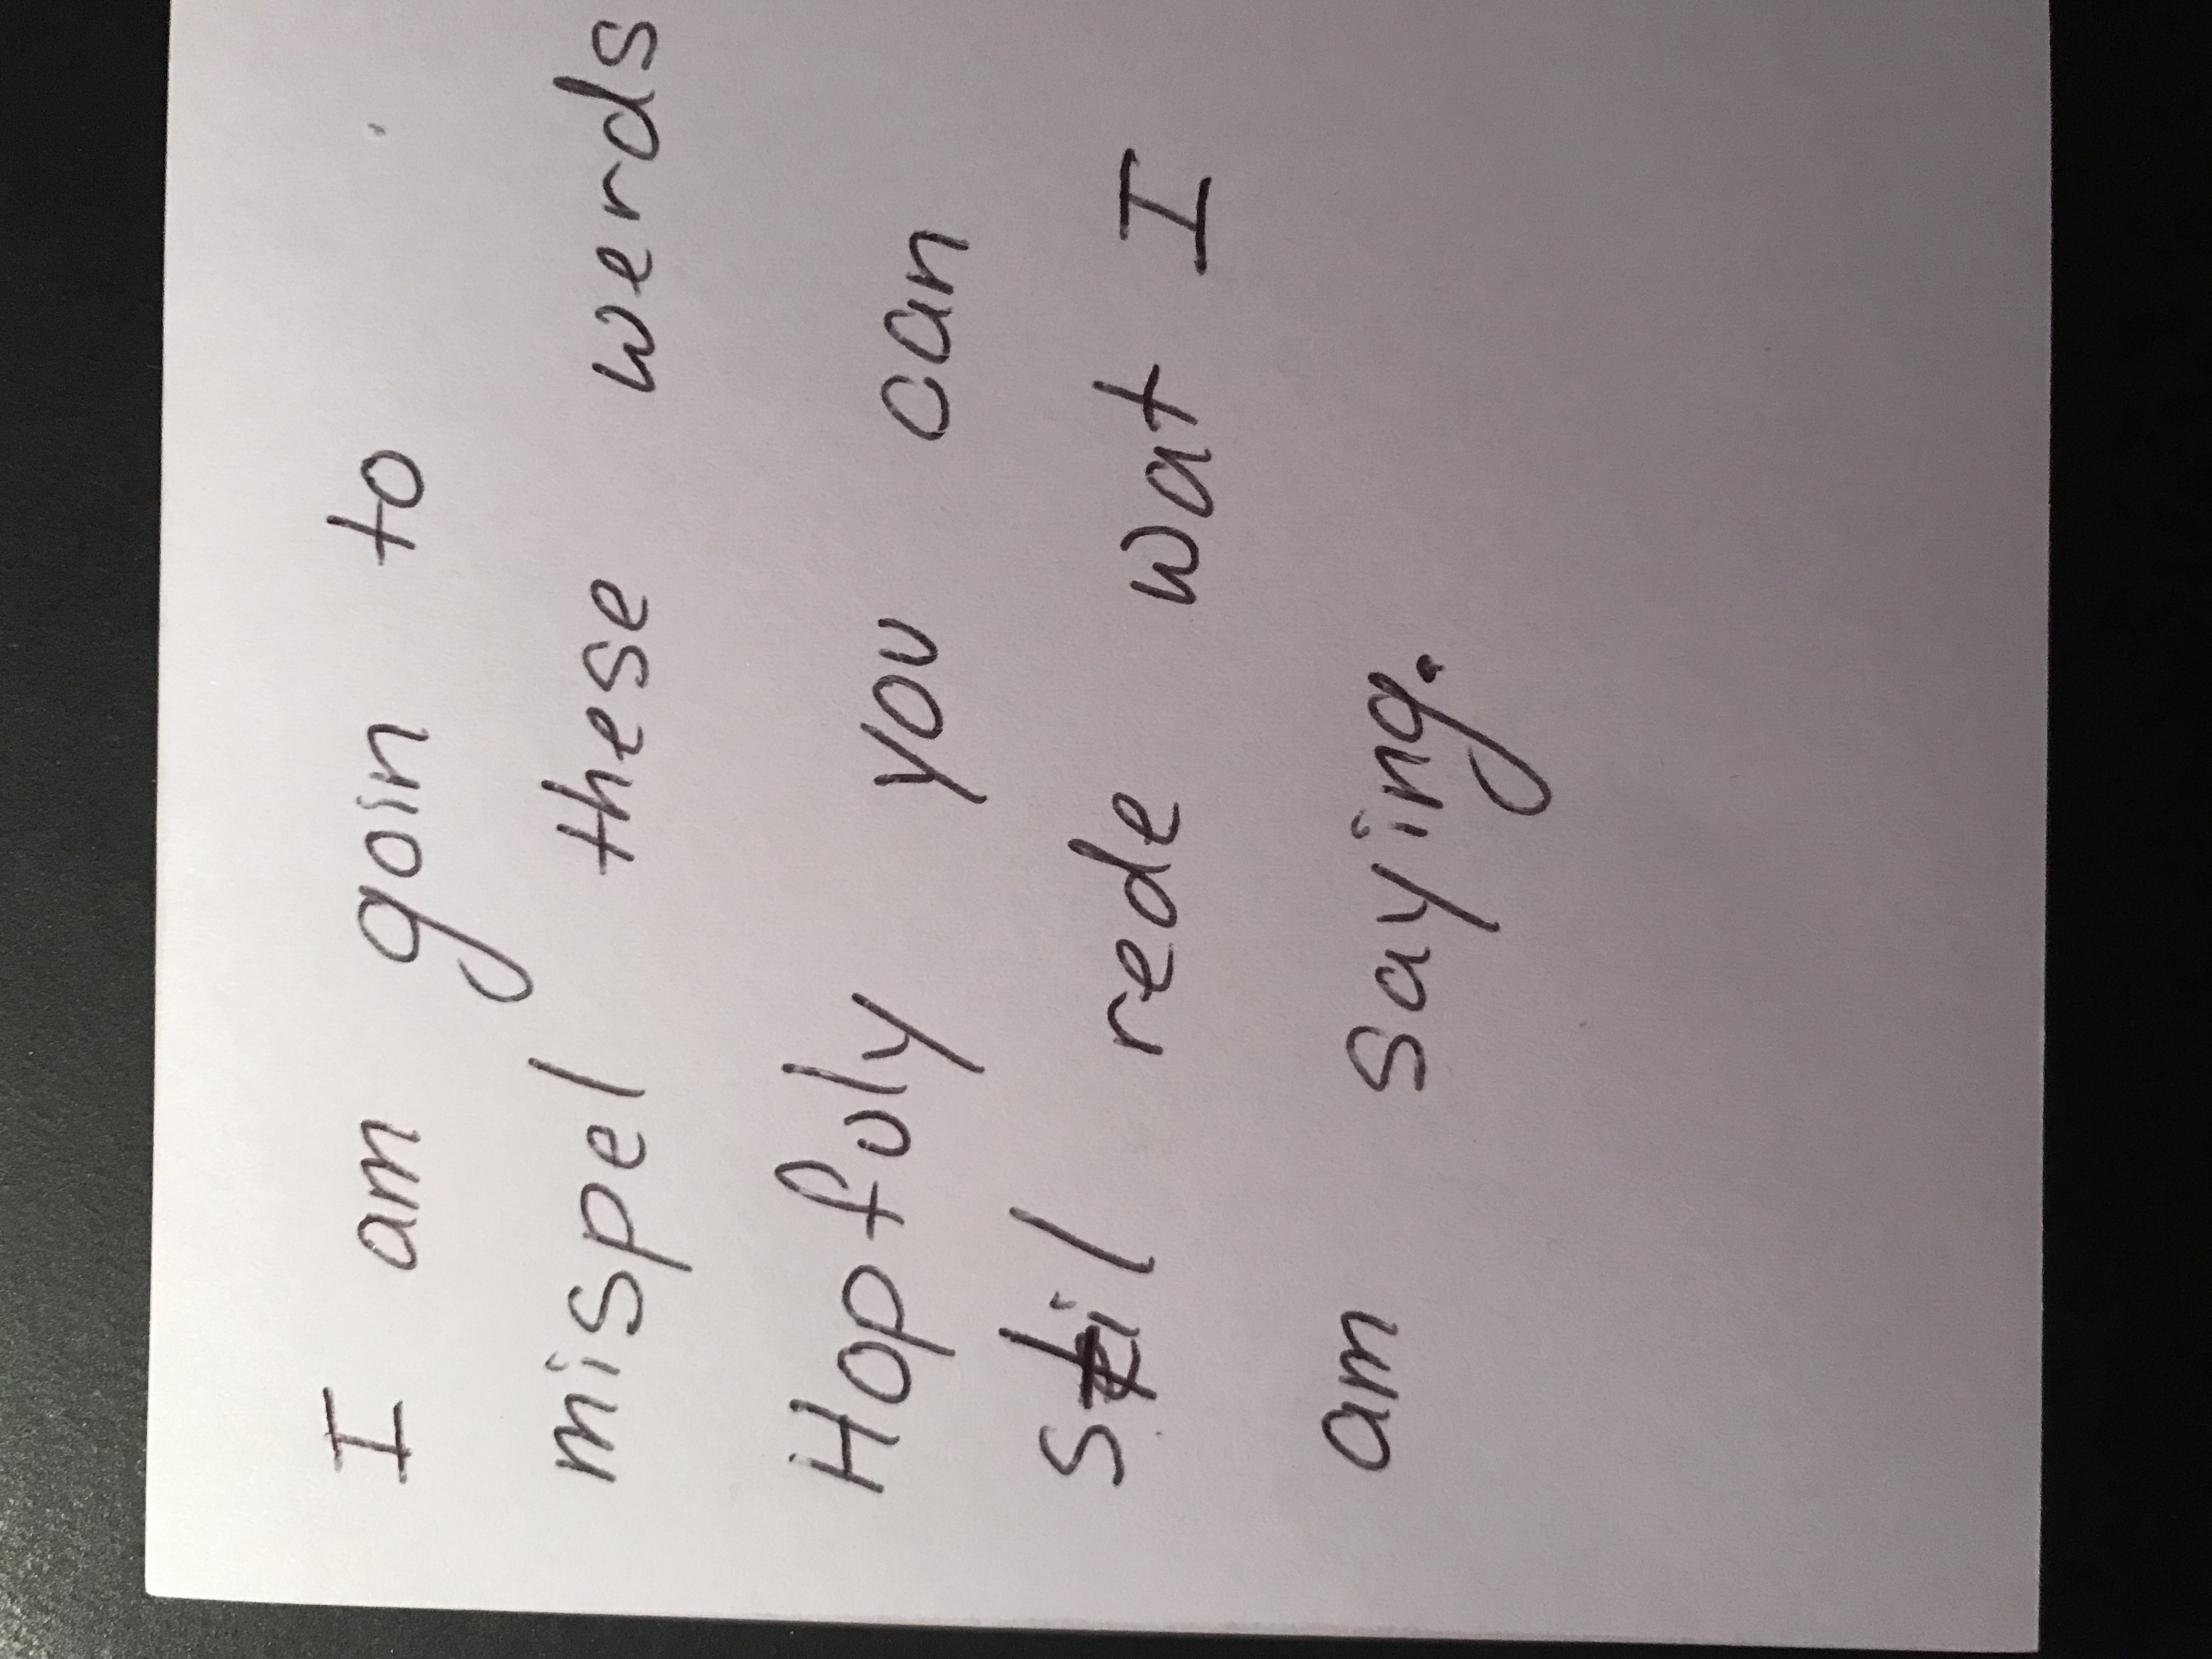 I am goin to
mispel these werds
Hopfuly you can
stil rede wat I
am saying.